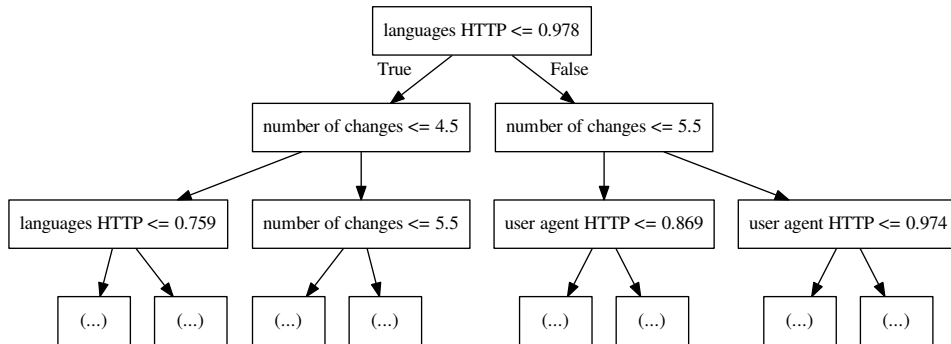 languages HTTP <= 0.978
True
False
number of changes <= 4.5
number of changes <= 5.5
languages HTTP <= 0.759
number of changes <= 5.5
user agent HTTP <= 0.869
user agent HTTP <= 0.974
(...)
(...)
(...)
(...)
(...)
(...)
(...)
(...)